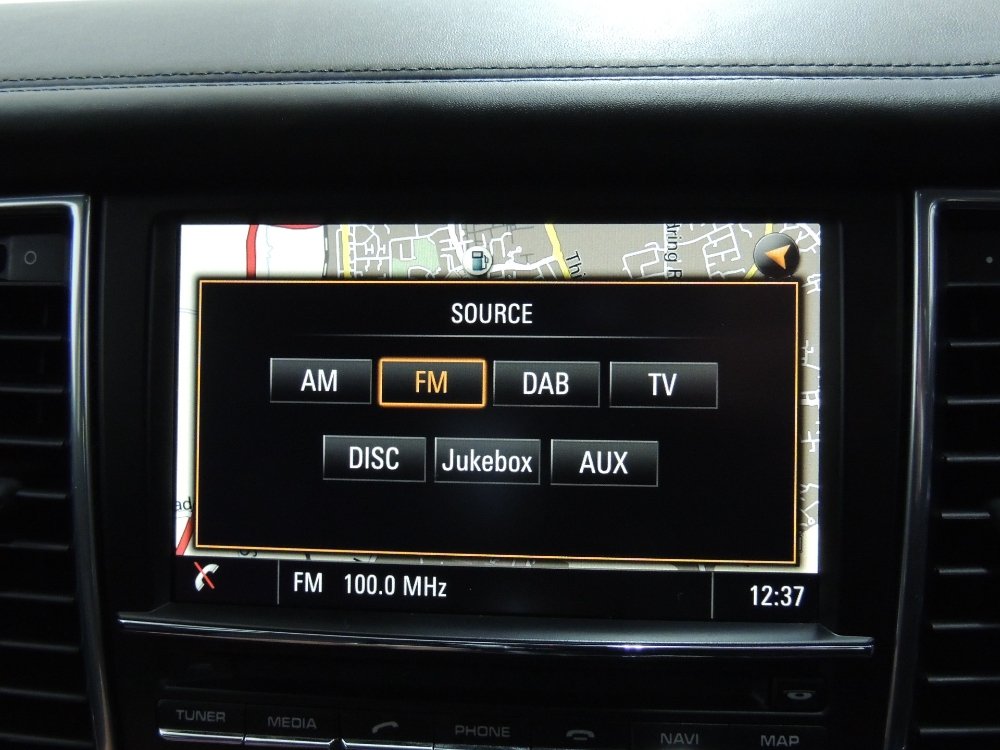 SOURCE
AM FM DAB TV
DISC Jukebox AUX
FM 100.0 MHz 12:37
TUNER MEDIA PHONE NAVI MAP